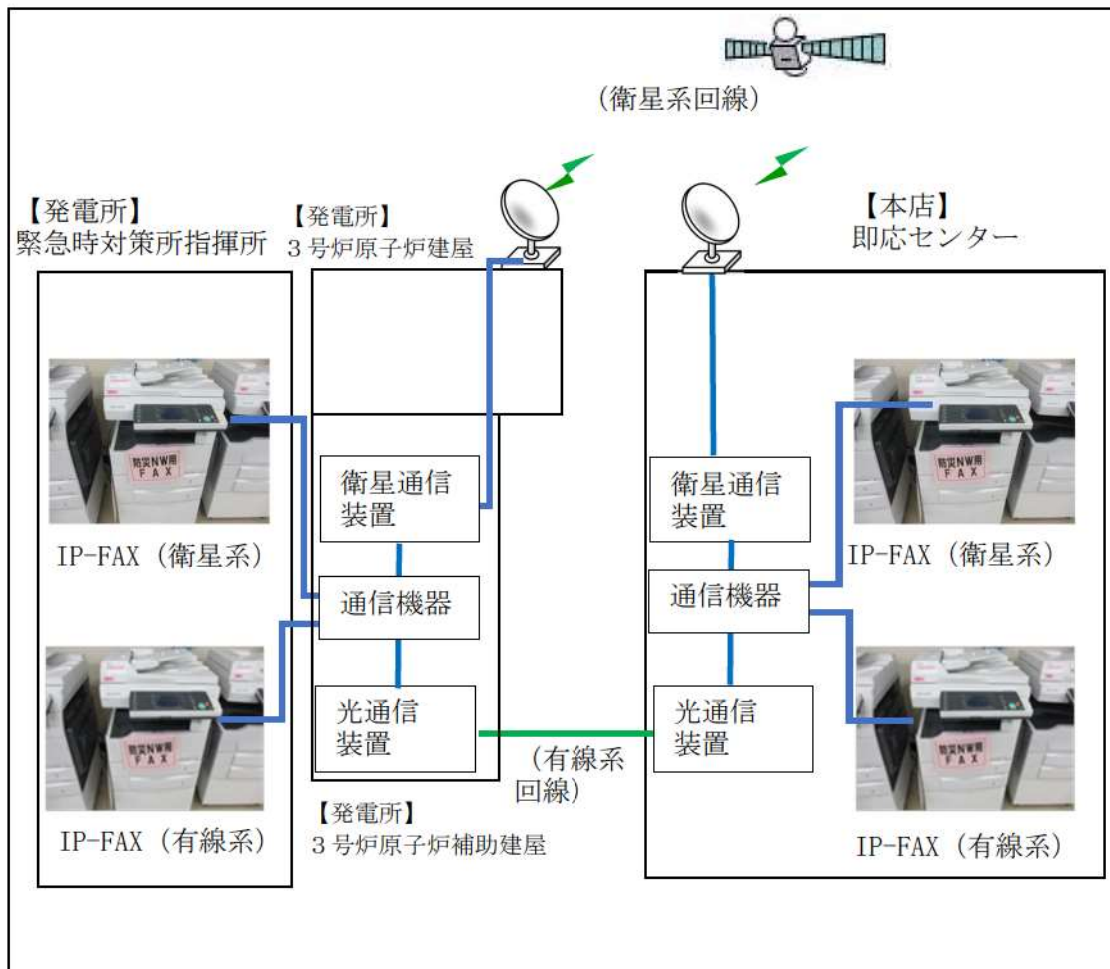 （衛星系回線）
【発電所】
緊急時対策所指揮所
【発電所】
３号炉原子炉建屋
【本店】
即応センター
防災NW用
ＦＡＸ
IP-FAX（衛星系）
防災NW用
ＦＡＸ
IP-FAX（有線系）
衛星通信
装置
通信機器
光通信
装置
（有線系
回線）
【発電所】
３号炉原子炉補助建屋
衛星通信
装置
通信機器
光通信
装置
防災NW用
ＦＡＸ
IP-FAX（衛星系）
防災NW用
ＦＡＸ
IP-FAX（有線系）